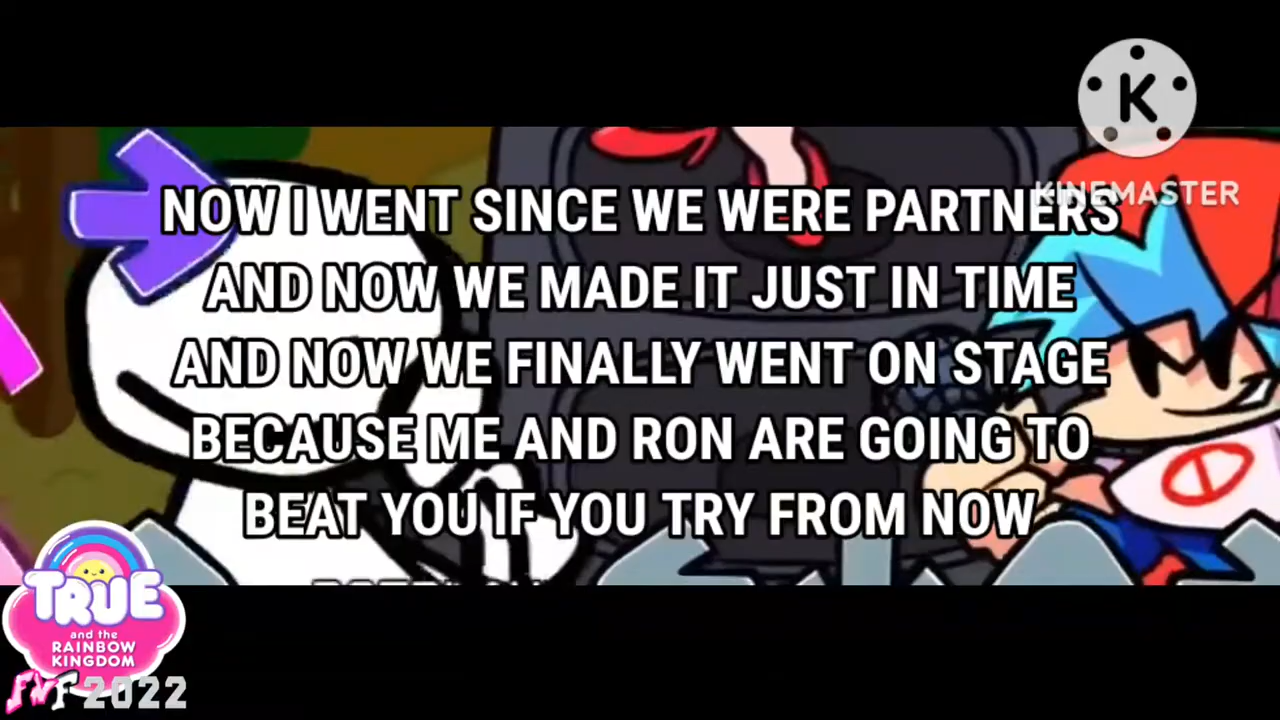 K
KINEMASTER
NOW I WENT SINCE WE WERE PARTNERS
AND NOW WE MADE IT JUST IN TIME
AND NOW WE FINALLY WENT ON STAGE
BECAUSE ME AND RON ARE GOING TO
BEAT YOU IF YOU TRY FROM NOW
TRUE
and the
RAINBOW
KINGDOM
FNF 2022